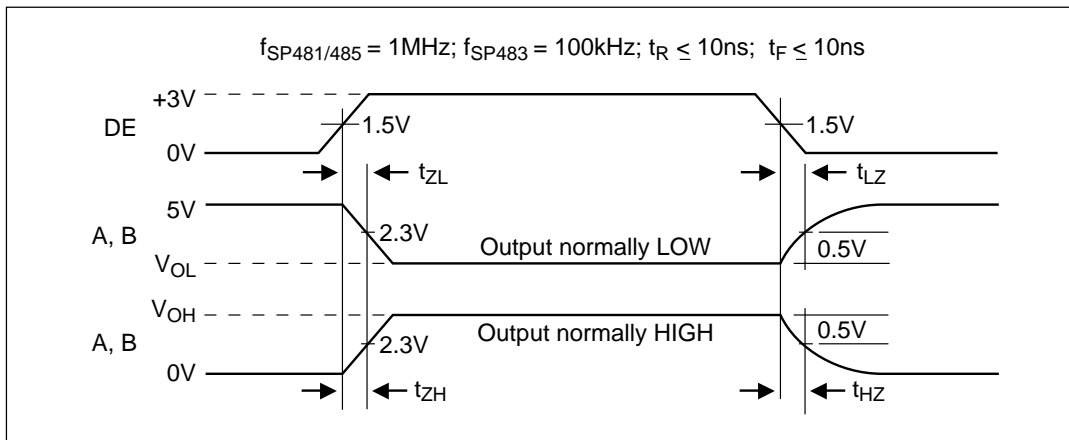 fSP481/485 = 1MHz; fSP483 = 100kHz; tR ≤ 10ns; tF ≤ 10ns
+3V
DE
1.5V
1.5V
0V
tZL
tLZ
5V
A, B
2.3V
Output normally LOW
0.5V
VOL
VOH
A, B
2.3V
Output normally HIGH
0.5V
0V
tZH
tHZ